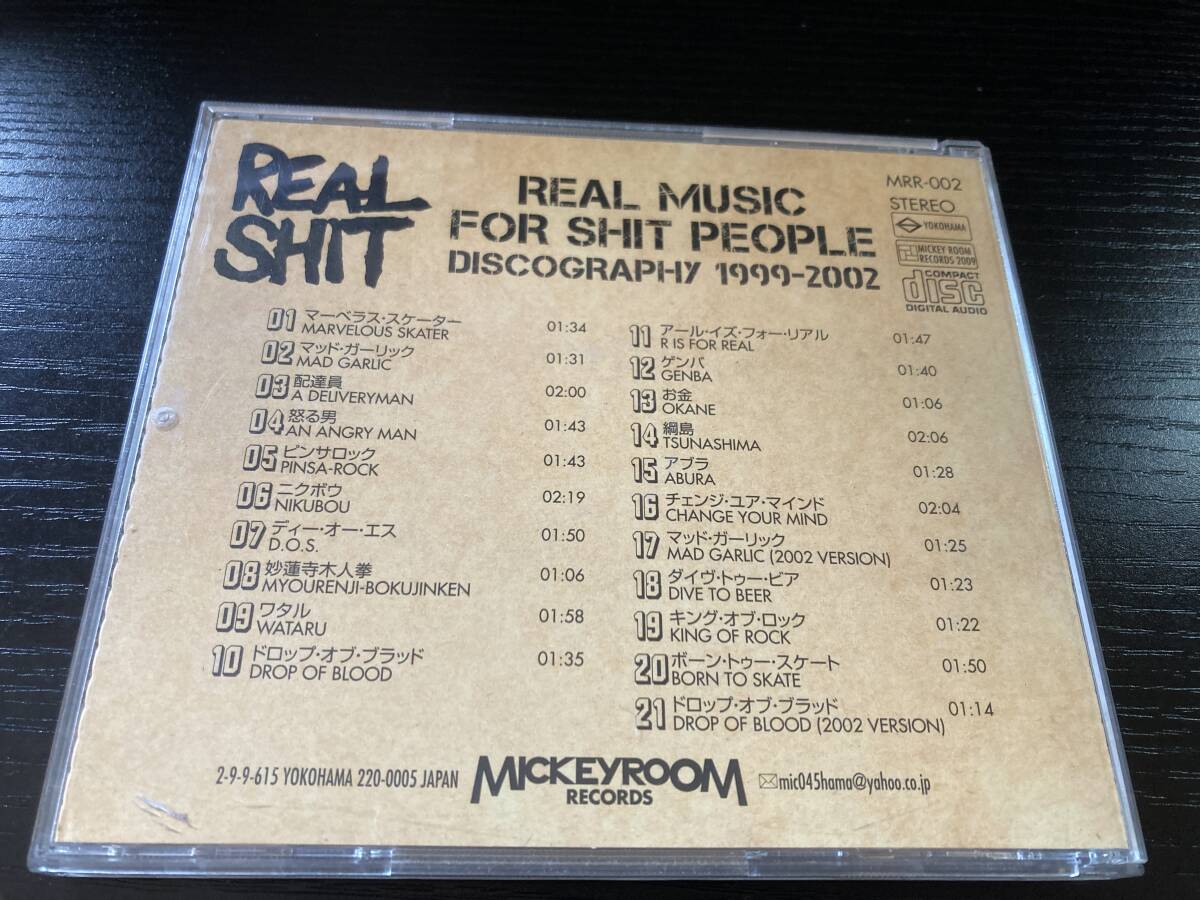 REAL
SHIT
REAL MUSIC
FOR SHIT PEOPLE
DISCOGRAPHY 1999-2002
MRR-002
STEREO
YOKOHAMA
MICKEY ROOM
RECORDS 2009
COMPACT
disc
DIGITAL AUDIO
01 マーベラス・スケーター
MARVELOUS SKATER 01:34
02 マッド・ガーリック
MAD GARLIC 01:31
03 配達員
A DELIVERYMAN 02:00
04 怒る男
AN ANGRY MAN 01:43
05 ピンサロック
PINSA-ROCK 01:43
06 ニクボウ
NIKUBOU 02:19
07 ディー・オー・エス
D.O.S. 01:50
08 妙蓮寺木人拳
MYOURENJI-BOKUJINKEN 01:06
09 ワタル
WATARU 01:58
10 ドロップ・オブ・ブラッド
DROP OF BLOOD 01:35
11 アール・イズ・フォー・リアル
R IS FOR REAL 01:47
12 ゲンバ
GENBA 01:40
13 お金
OKANE 01:06
14 綱島
TSUNASHIMA 02:06
15 アブラ
ABURA 01:28
16 チェンジ・ユア・マインド
CHANGE YOUR MIND 02:04
17 マッド・ガーリック
MAD GARLIC (2002 VERSION) 01:25
18 ダイヴ・トゥー・ビア
DIVE TO BEER 01:23
19 キング・オブ・ロック
KING OF ROCK 01:22
20 ボーン・トゥー・スケート
BORN TO SKATE 01:50
21 ドロップ・オブ・ブラッド
DROP OF BLOOD (2002 VERSION) 01:14
2-9-9-615 YOKOHAMA 220-0005 JAPAN
MICKEYROOM
RECORDS
mic045hama@yahoo.co.jp